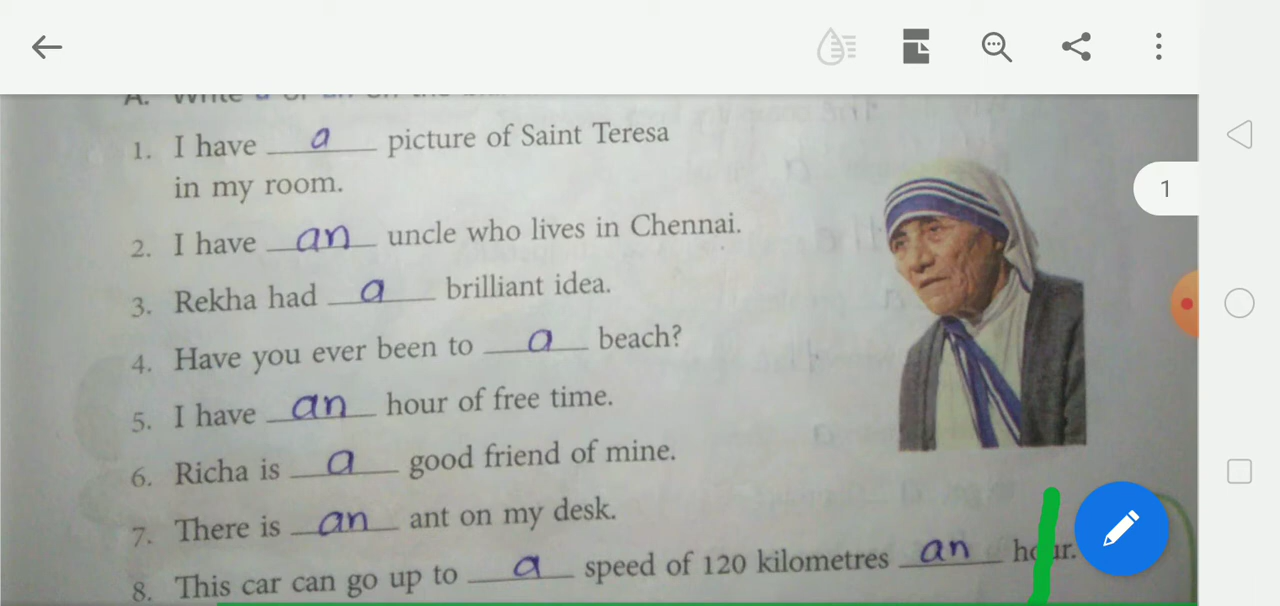 1
1. I have a picture of Saint Teresa
in my room.
2. I have an uncle who lives in Chennai.
3. Rekha had a brilliant idea.
4. Have you ever been to a beach?
5. I have an hour of free time.
6. Richa is a good friend of mine.
7. There is an ant on my desk.
8. This car can go up to a speed of 120 kilometres an hour.